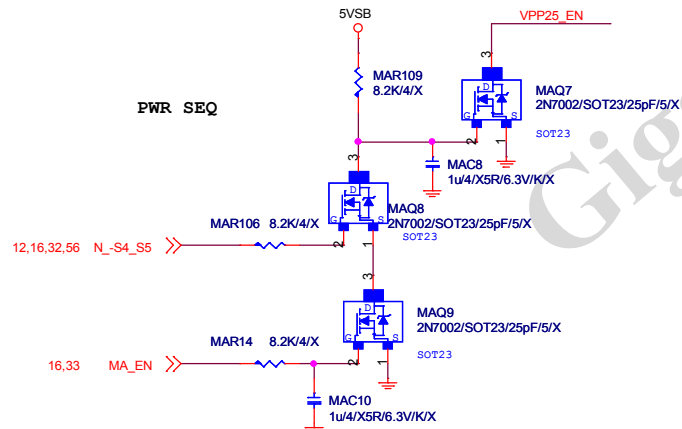 5VSB
VPP25_EN
3
MAR109
8.2K/4/X
MAQ7
2N7002/SOT23/25pF/5/X
PWR SEQ
D
G
S
SOT23
2
1
3
MAC8
1u/4/X5R/6.3V/K/X
D
G
S
MAQ8
2N7002/SOT23/25pF/5/X
SOT23
MAR106 8.2K/4/X
2
1
12,16,32,56 N_-S4_S5
3
D
G
S
MAQ9
2N7002/SOT23/25pF/5/X
SOT23
MAR14 8.2K/4/X
2
1
16,33 MA_EN
MAC10
1u/4/X5R/6.3V/K/X
Gig